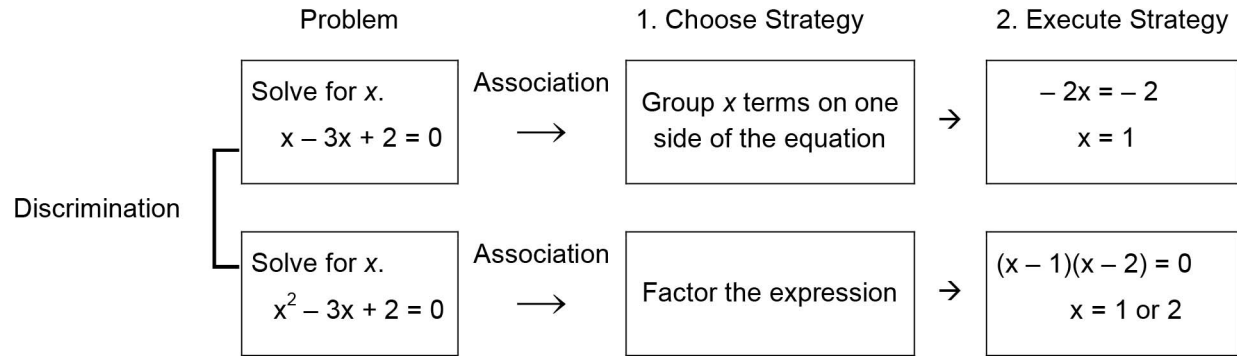 Problem
1. Choose Strategy
2. Execute Strategy
Solve for x.
x – 3x + 2 = 0
Association
→
Group x terms on one
side of the equation
→
– 2x = – 2
x = 1
Discrimination
Solve for x.
x² – 3x + 2 = 0
Association
→
Factor the expression
→
(x – 1)(x – 2) = 0
x = 1 or 2